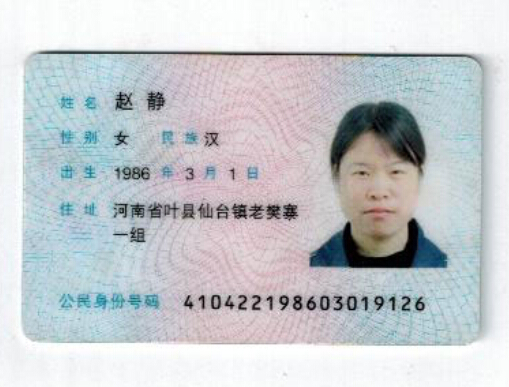 姓名 赵静
性别 女 民族 汉
出生 1986 年 3 月 1 日
住址 河南省叶县仙台镇老樊寨
一组
公民身份号码 410422198603019126